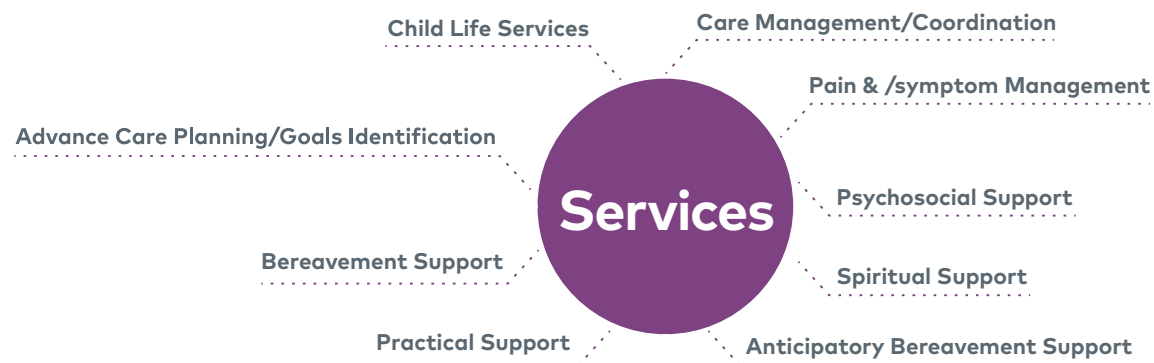 Child Life Services
Care Management/Coordination
Pain & /symptom Management
Advance Care Planning/Goals Identification
Services
Psychosocial Support
Bereavement Support
Spiritual Support
Practical Support
Anticipatory Bereavement Support